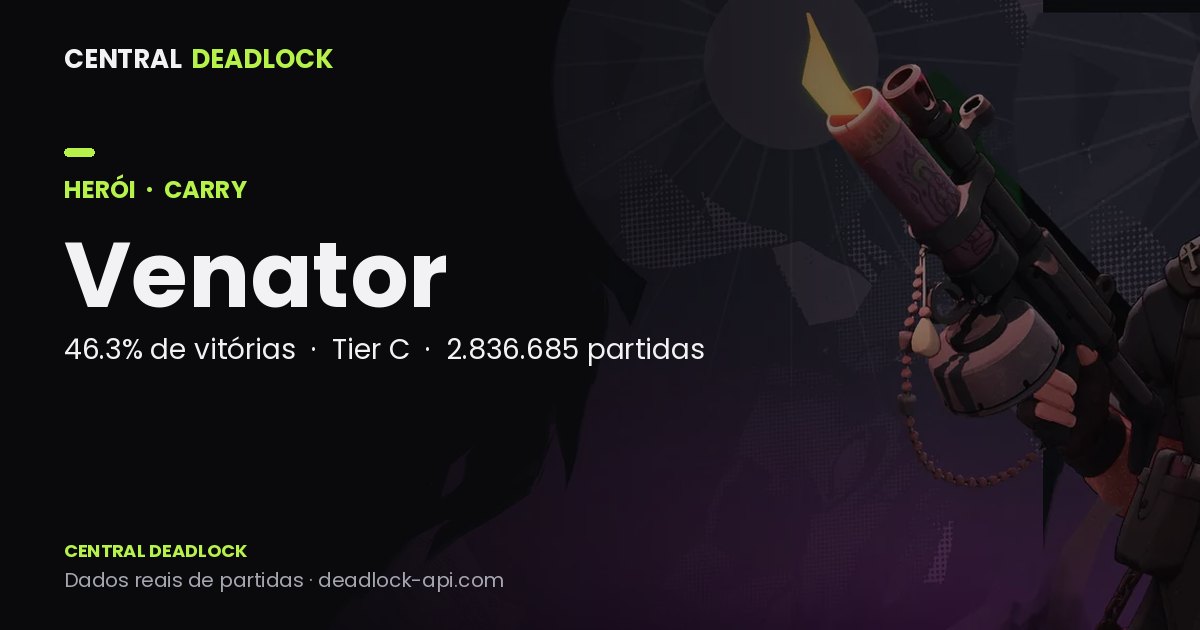 CENTRAL DEADLOCK
HERÓI · CARRY
Venator
46.3% de vitórias · Tier C · 2.836.685 partidas
CENTRAL DEADLOCK
Dados reais de partidas · deadlock-api.com